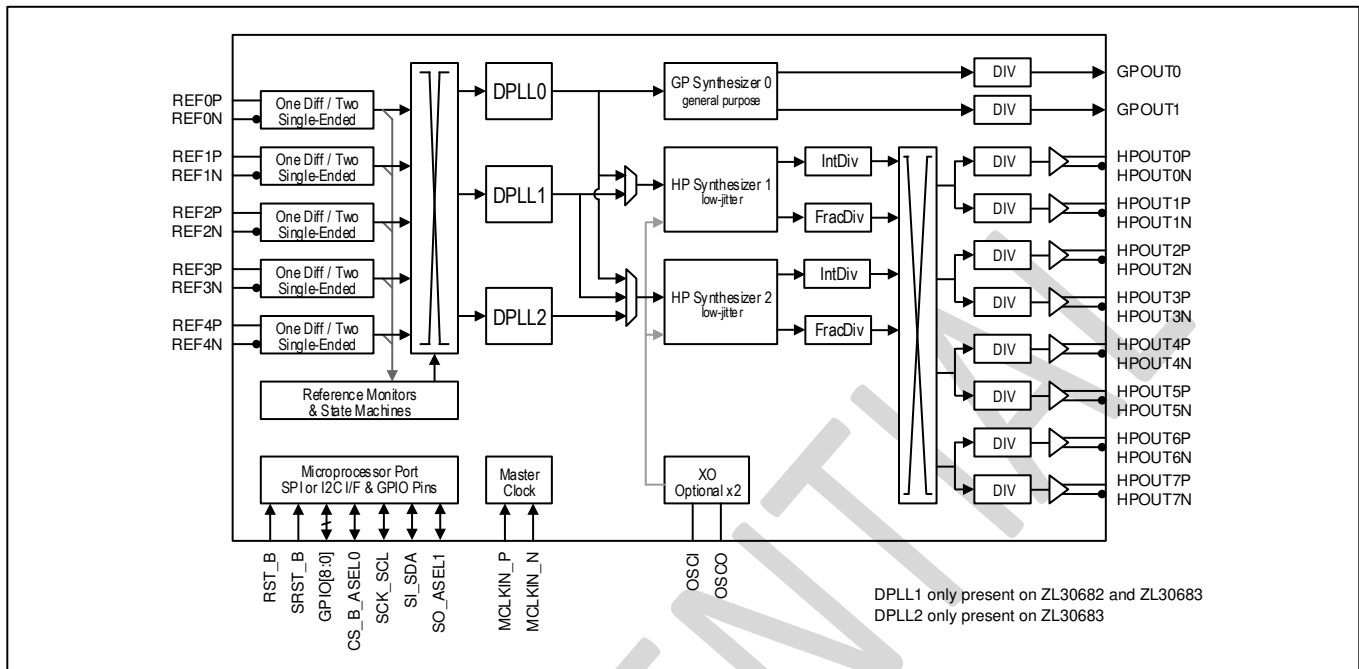 REF0P
REF0N
One Diff / Two
Single-Ended
REF1P
REF1N
One Diff / Two
Single-Ended
REF2P
REF2N
One Diff / Two
Single-Ended
REF3P
REF3N
One Diff / Two
Single-Ended
REF4P
REF4N
One Diff / Two
Single-Ended
Reference Monitors
& State Machines
DPLL0
DPLL1
DPLL2
GP Synthesizer 0
general purpose
HP Synthesizer 1
low-jitter
HP Synthesizer 2
low-jitter
IntDiv
FracDiv
IntDiv
FracDiv
DIV
GPOUT0
DIV
GPOUT1
DIV
HPOUT0P
HPOUT0N
DIV
HPOUT1P
HPOUT1N
DIV
HPOUT2P
HPOUT2N
DIV
HPOUT3P
HPOUT3N
DIV
HPOUT4P
HPOUT4N
DIV
HPOUT5P
HPOUT5N
DIV
HPOUT6P
HPOUT6N
DIV
HPOUT7P
HPOUT7N
Microprocessor Port
SPI or I2C I/F & GPIO Pins
Master
Clock
XO
Optional x2
RST_B
SRST_B
GPIO[8:0]
CS_B_ASEL0
SCK_SCL
SI_SDA
SO_ASEL1
MCLKIN_P
MCLKIN_N
OSCI
OSCO
DPLL1 only present on ZL30682 and ZL30683
DPLL2 only present on ZL30683
ENTIAL